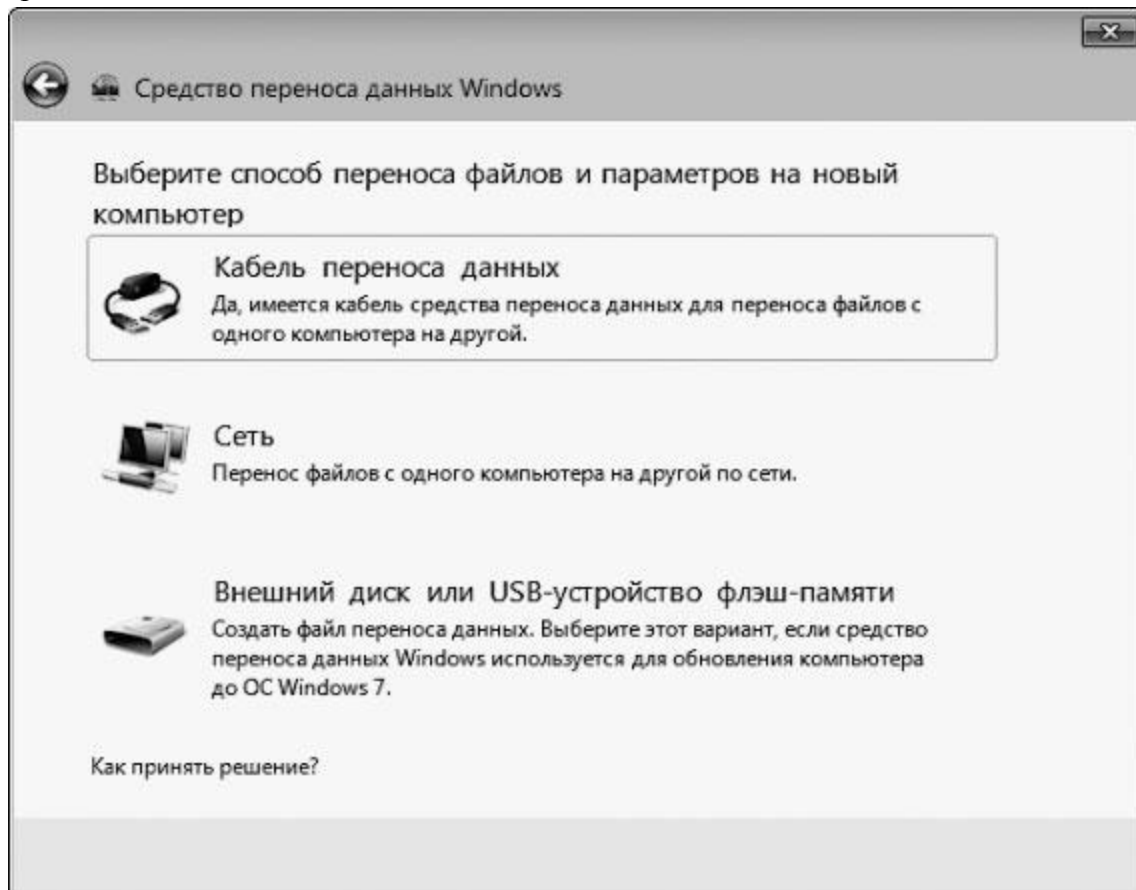 Средство переноса данных Windows
Выберите способ переноса файлов и параметров на новый
компьютер
Кабель переноса данных
Да, имеется кабель средства переноса данных для переноса файлов с
одного компьютера на другой.
Сеть
Перенос файлов с одного компьютера на другой по сети.
Внешний диск или USB-устройство флэш-памяти
Создать файл переноса данных. Выберите этот вариант, если средство
переноса данных Windows используется для обновления компьютера
до ОС Windows 7.
Как принять решение?